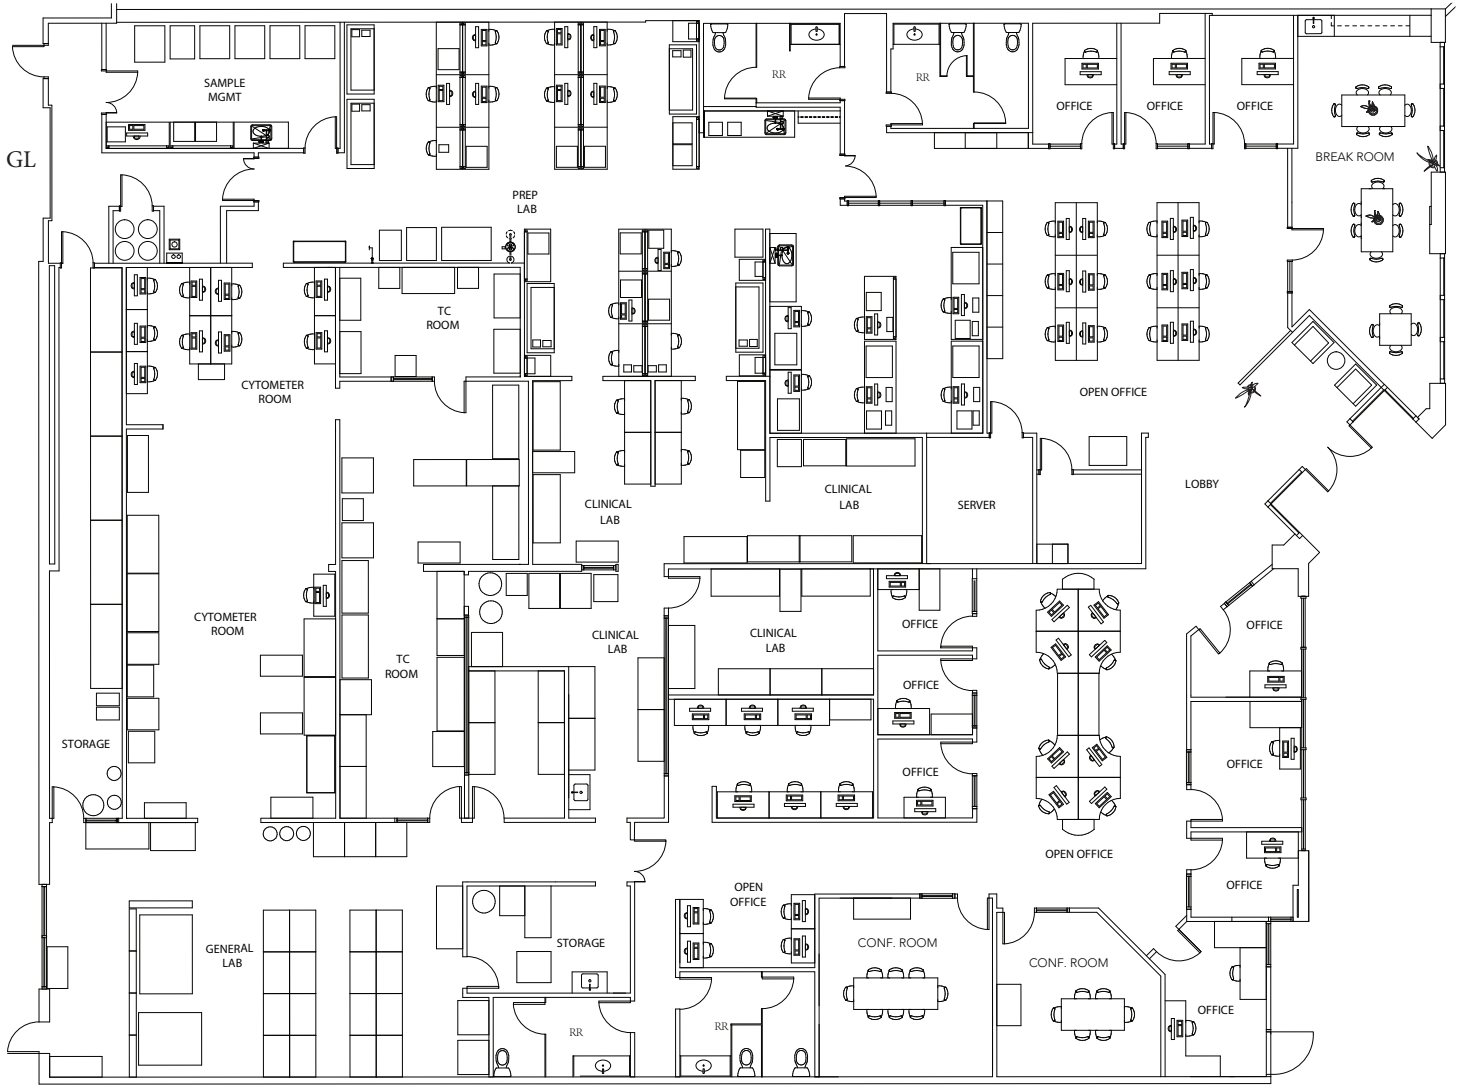 SAMPLE
MGMT
RR
RR
OFFICE
OFFICE
OFFICE
BREAK ROOM
GL
PREP
LAB
TC
ROOM
CYTOMETER
ROOM
OPEN OFFICE
CLINICAL
LAB
CLINICAL
LAB
SERVER
LOBBY
CYTOMETER
ROOM
TC
ROOM
CLINICAL
LAB
CLINICAL
LAB
OFFICE
OFFICE
OFFICE
OFFICE
OFFICE
OFFICE
STORAGE
OPEN OFFICE
OPEN
OFFICE
GENERAL
LAB
STORAGE
CONF. ROOM
CONF. ROOM
OFFICE
RR
RR